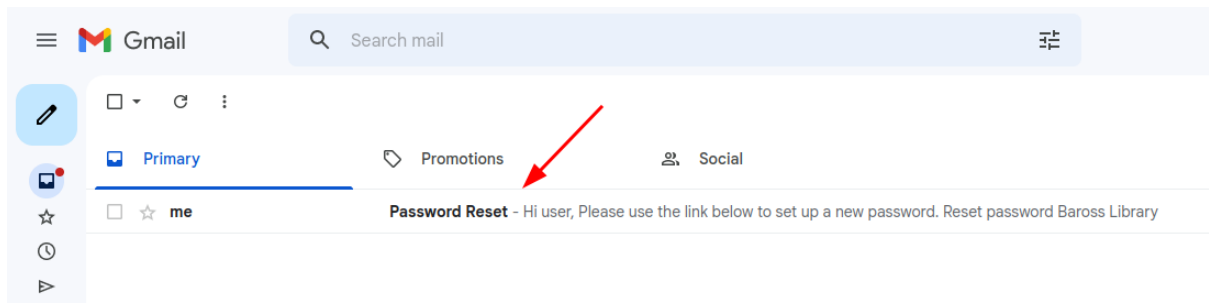 Gmail
Search mail
Primary
Promotions
Social
me
Password Reset - Hi user, Please use the link below to set up a new password. Reset password Baross Library